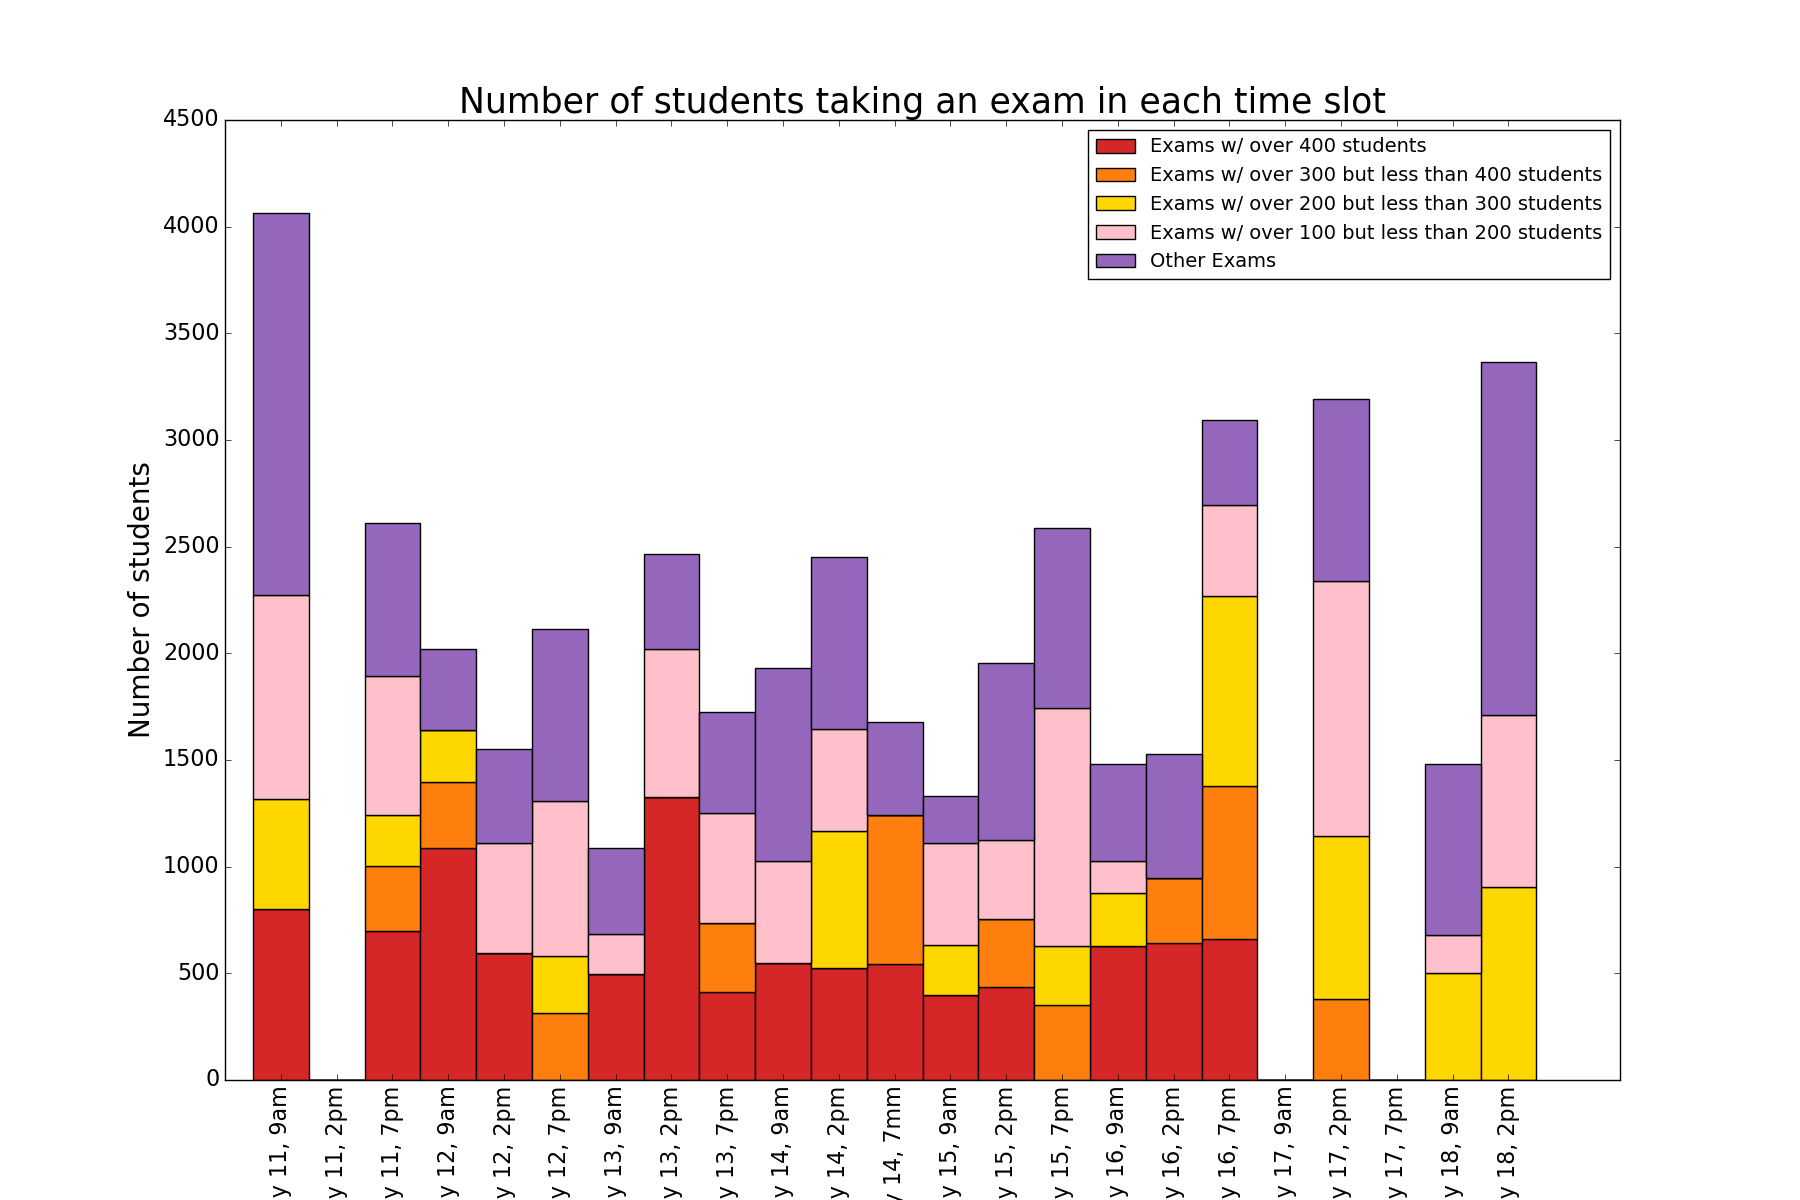 Number of students taking an exam in each time slot
4500
4000
3500
3000
2500
2000
1500
1000
500
0
Number of students
Exams w/ over 400 students
Exams w/ over 300 but less than 400 students
Exams w/ over 200 but less than 300 students
Exams w/ over 100 but less than 200 students
Other Exams
y 11, 9am
y 11, 2pm
y 11, 7pm
y 12, 9am
y 12, 2pm
y 12, 7pm
y 13, 9am
y 13, 2pm
y 13, 7pm
y 14, 9am
y 14, 2pm
y 14, 7mm
y 15, 9am
y 15, 2pm
y 15, 7pm
y 16, 9am
y 16, 2pm
y 16, 7pm
y 17, 9am
y 17, 2pm
y 17, 7pm
y 18, 9am
y 18, 2pm